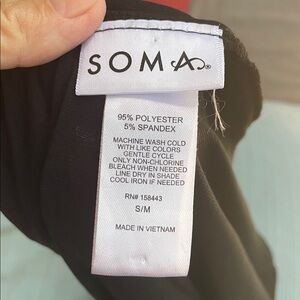 SOMA®
95% POLYESTER
5% SPANDEX
MACHINE WASH COLD
WITH LIKE COLORS
GENTLE CYCLE
ONLY NON-CHLORINE
BLEACH WHEN NEEDED
LINE DRY IN SHADE
COOL IRON IF NEEDED
RN# 158443
S/M
MADE IN VIETNAM